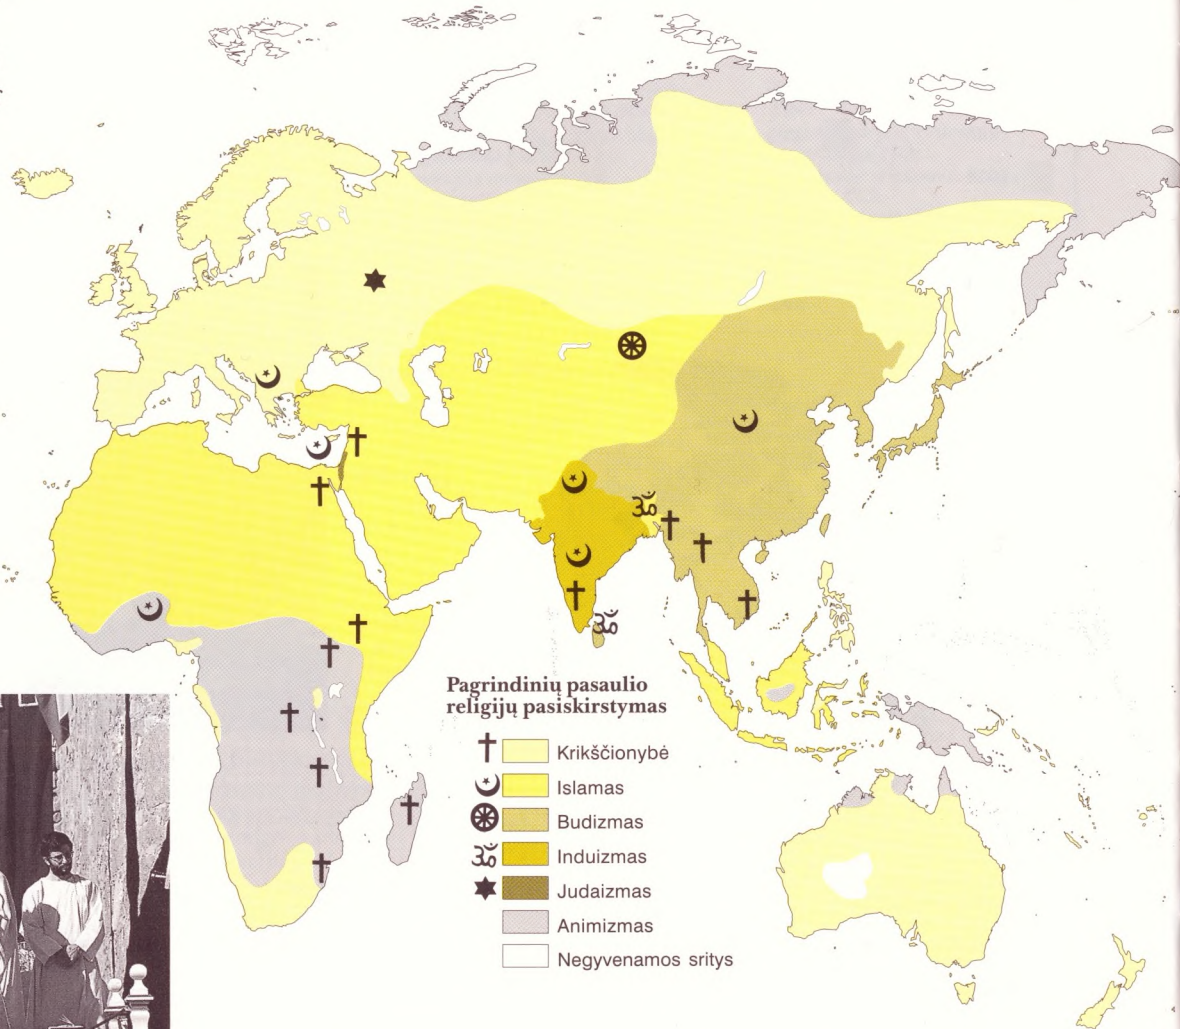 Pagrindinių pasaulio
religijų pasiskirstymas
Krikščionybė
Islamas
Budizmas
Induizmas
Judaizmas
Animizmas
Negyvenamos sritys